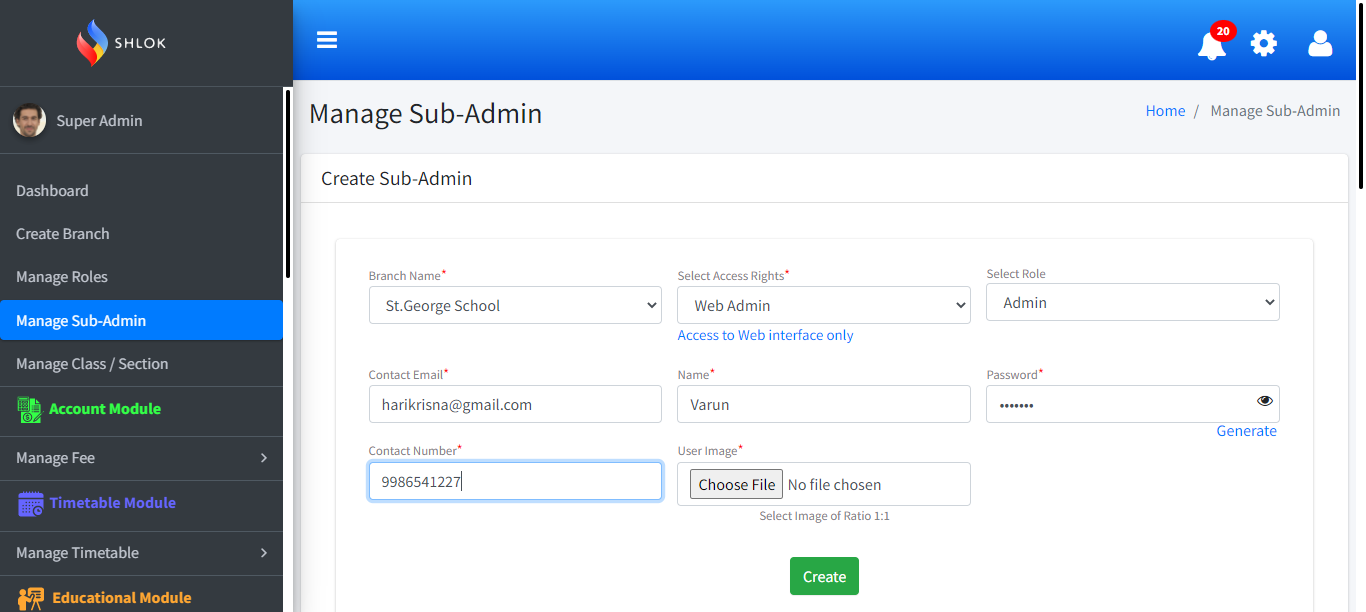 SHLOK
20
Super Admin
Manage Sub-Admin
Home / Manage Sub-Admin
Dashboard
Create Branch
Manage Roles
Manage Sub-Admin
Manage Class / Section
Account Module
Manage Fee
Timetable Module
Manage Timetable
Educational Module
Create Sub-Admin
Branch Name* Select Access Rights* Select Role
St.George School Web Admin Admin
Access to Web interface only
Contact Email* Name* Password*
harikrisna@gmail.com Varun •••••••
Generate
Contact Number* User Image*
9986541227 Choose File No file chosen
Select Image of Ratio 1:1
Create